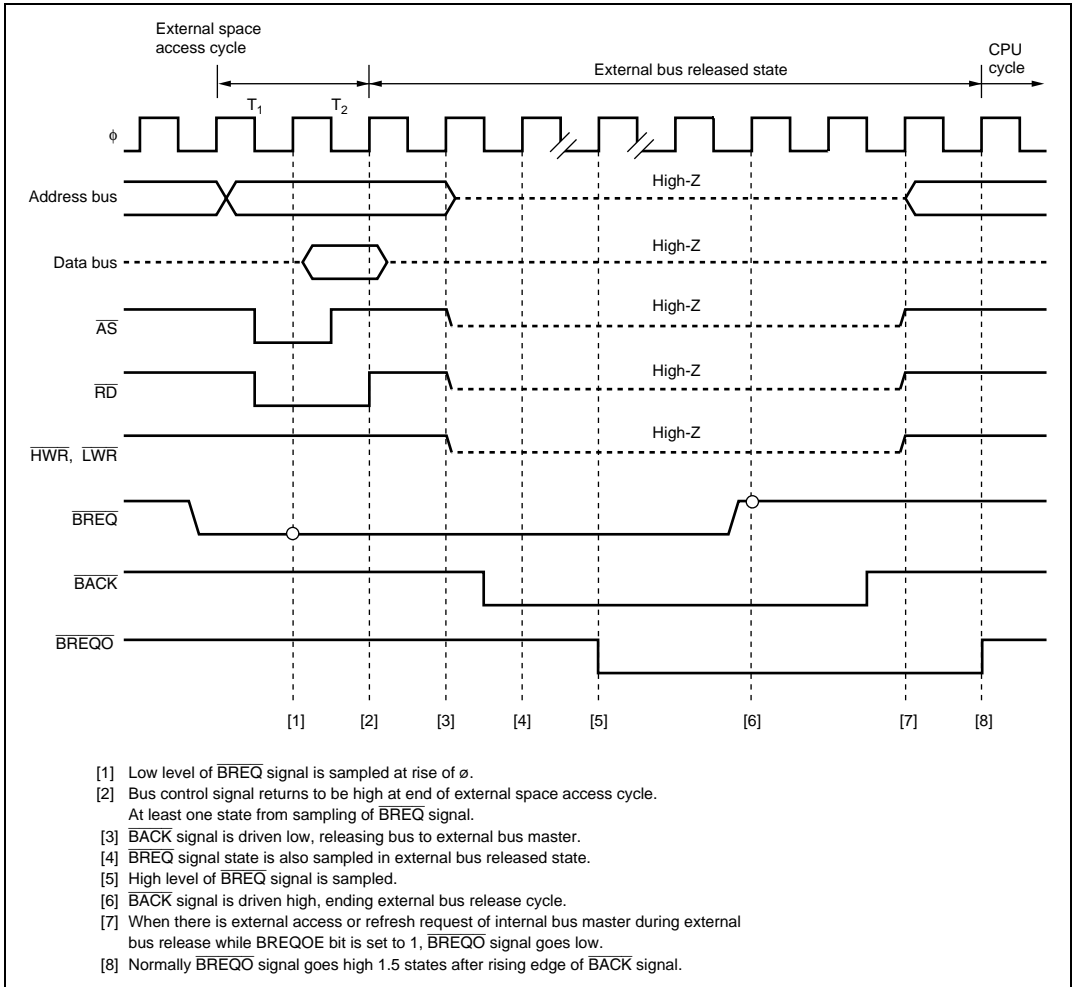 External space
access cycle
External bus released state
CPU
cycle
T1
T2
ϕ
Address bus
High-Z
Data bus
High-Z
AS
High-Z
RD
High-Z
HWR, LWR
High-Z
BREQ
BACK
BREQO
[1] [2] [3] [4] [5] [6] [7] [8]
[1] Low level of BREQ signal is sampled at rise of ø.
[2] Bus control signal returns to be high at end of external space access cycle.
At least one state from sampling of BREQ signal.
[3] BACK signal is driven low, releasing bus to external bus master.
[4] BREQ signal state is also sampled in external bus released state.
[5] High level of BREQ signal is sampled.
[6] BACK signal is driven high, ending external bus release cycle.
[7] When there is external access or refresh request of internal bus master during external
bus release while BREQOE bit is set to 1, BREQO signal goes low.
[8] Normally BREQO signal goes high 1.5 states after rising edge of BACK signal.